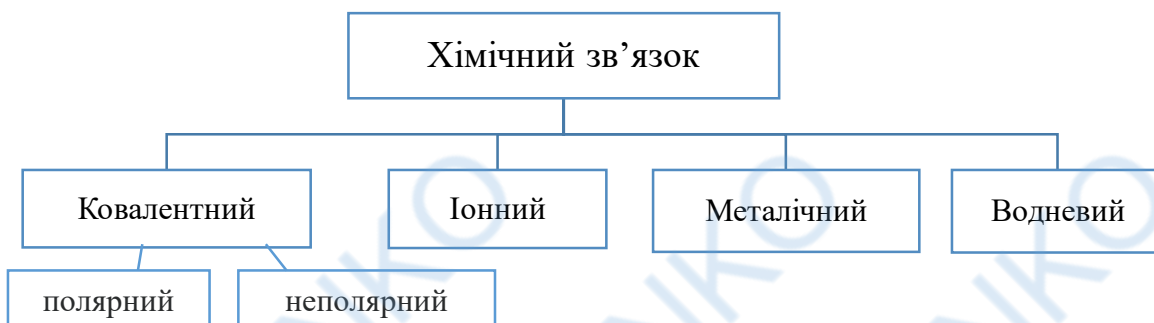 Хімічний зв’язок
Ковалентний
Іонний
Металічний
Водневий
полярний
неполярний